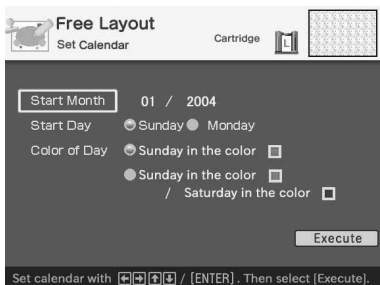 Free Layout
Set Calendar
Cartridge
L
Start Month 01 / 2004
Start Day Sunday Monday
Color of Day Sunday in the color
Sunday in the color
/ Saturday in the color
Execute
Set calendar with / [ENTER]. Then select [Execute].